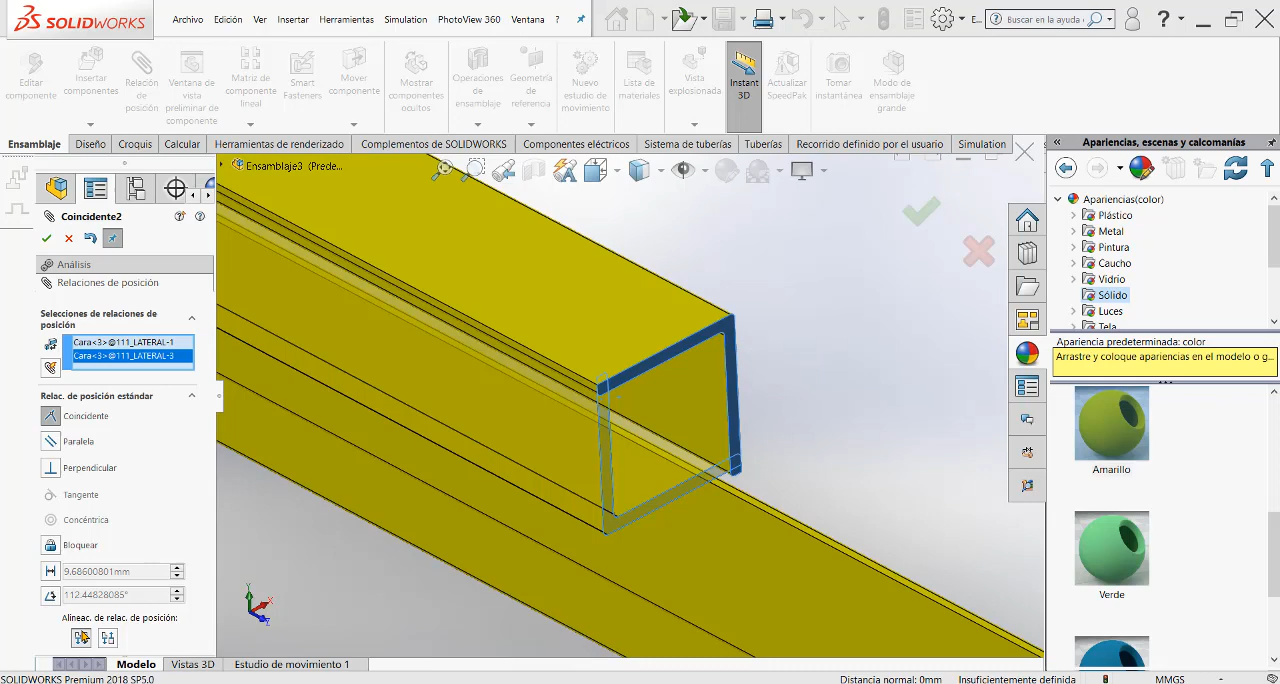 SOLIDWORKS
Archivo Edición Ver Insertar Herramientas Simulation PhotoView 360 Ventana ?
E...
Buscar en la ayuda
?
Editar componente
Insertar componentes
Relación de posición
Ventana de vista preliminar de componente
Matriz de componente lineal
Smart Fasteners
Mover componente
Mostrar componentes ocultos
Operaciones de ensamblaje
Geometría de referencia
Nuevo estudio de movimiento
Lista de materiales
Vista explosionada
Instant 3D
Actualizar SpeedPak
Tomar instantánea
Modo de ensamblaje grande
Ensamblaje Diseño Croquis Calcular Herramientas de renderizado Complementos de SOLIDWORKS Componentes eléctricos Sistema de tuberías Tuberías Recorrido definido por el usuario Simulation
Ensamblaje3 (Prede...
Coincidente2
Análisis
Relaciones de posición
Selecciones de relaciones de
posición
Cara<3>@111_LATERAL-1
Cara<3>@111_LATERAL-3
Relac. de posición estándar
Coincidente
Paralela
Perpendicular
Tangente
Concéntrica
Bloquear
9.68600801mm
112.44828085°
Alineac. de relac. de posición:
Y
X
Z
Apariencias, escenas y calcomanías
Apariencias(color)
Plástico
Metal
Pintura
Caucho
Vidrio
Sólido
Luces
Tela
Apariencia predeterminada: color
Arrastre y coloque apariencias en el modelo o g...
Amarillo
Verde
Modelo Vistas 3D Estudio de movimiento 1
SOLIDWORKS Premium 2018 SP5.0
Distancia normal: 0mm Insuficientemente definida MMGS -